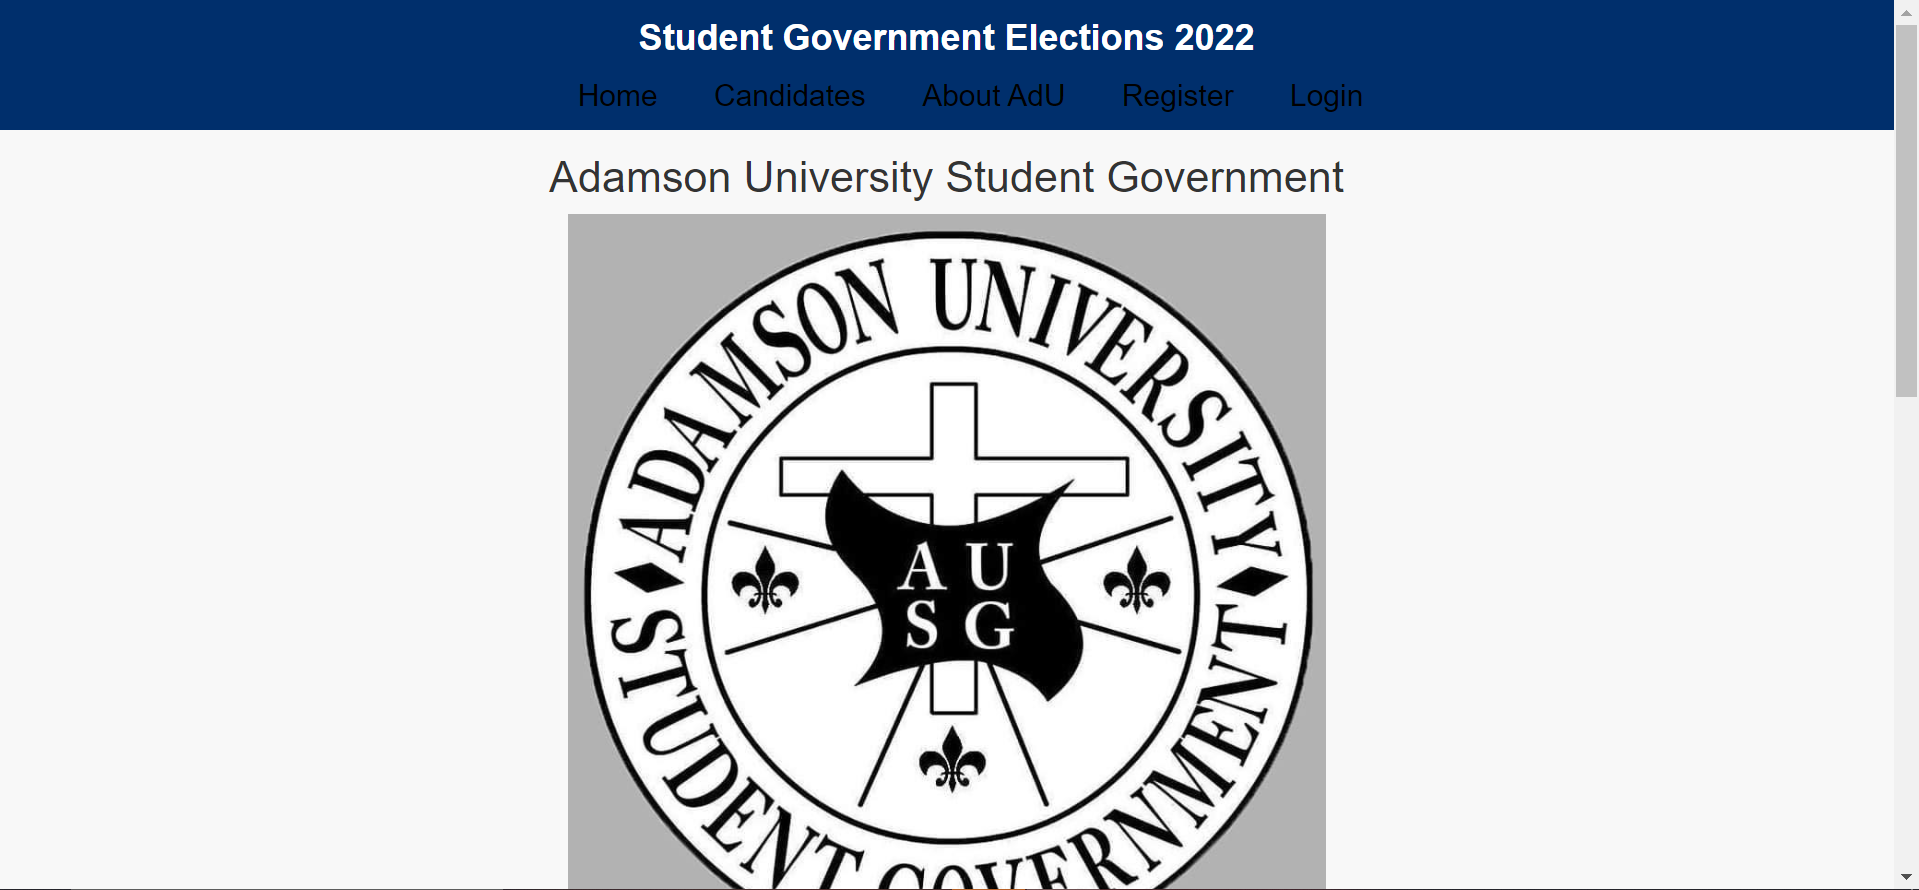 Student Government Elections 2022
Home Candidates About AdU Register Login
Adamson University Student Government
ADAMSON UNIVERSITY
A U
S G
STUDENT GOVERNMENT